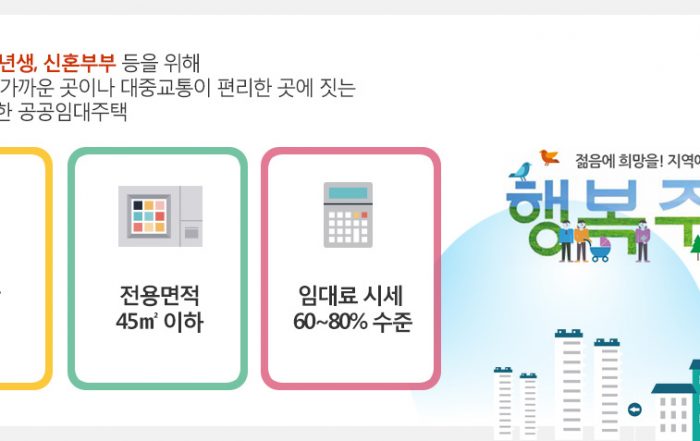 년생, 신혼부부 등을 위해
가까운 곳이나 대중교통이 편리한 곳에 짓는
한 공공임대주택
전용면적
45㎡ 이하
임대료 시세
60~80% 수준
젊음에 희망을! 지역에
행복주